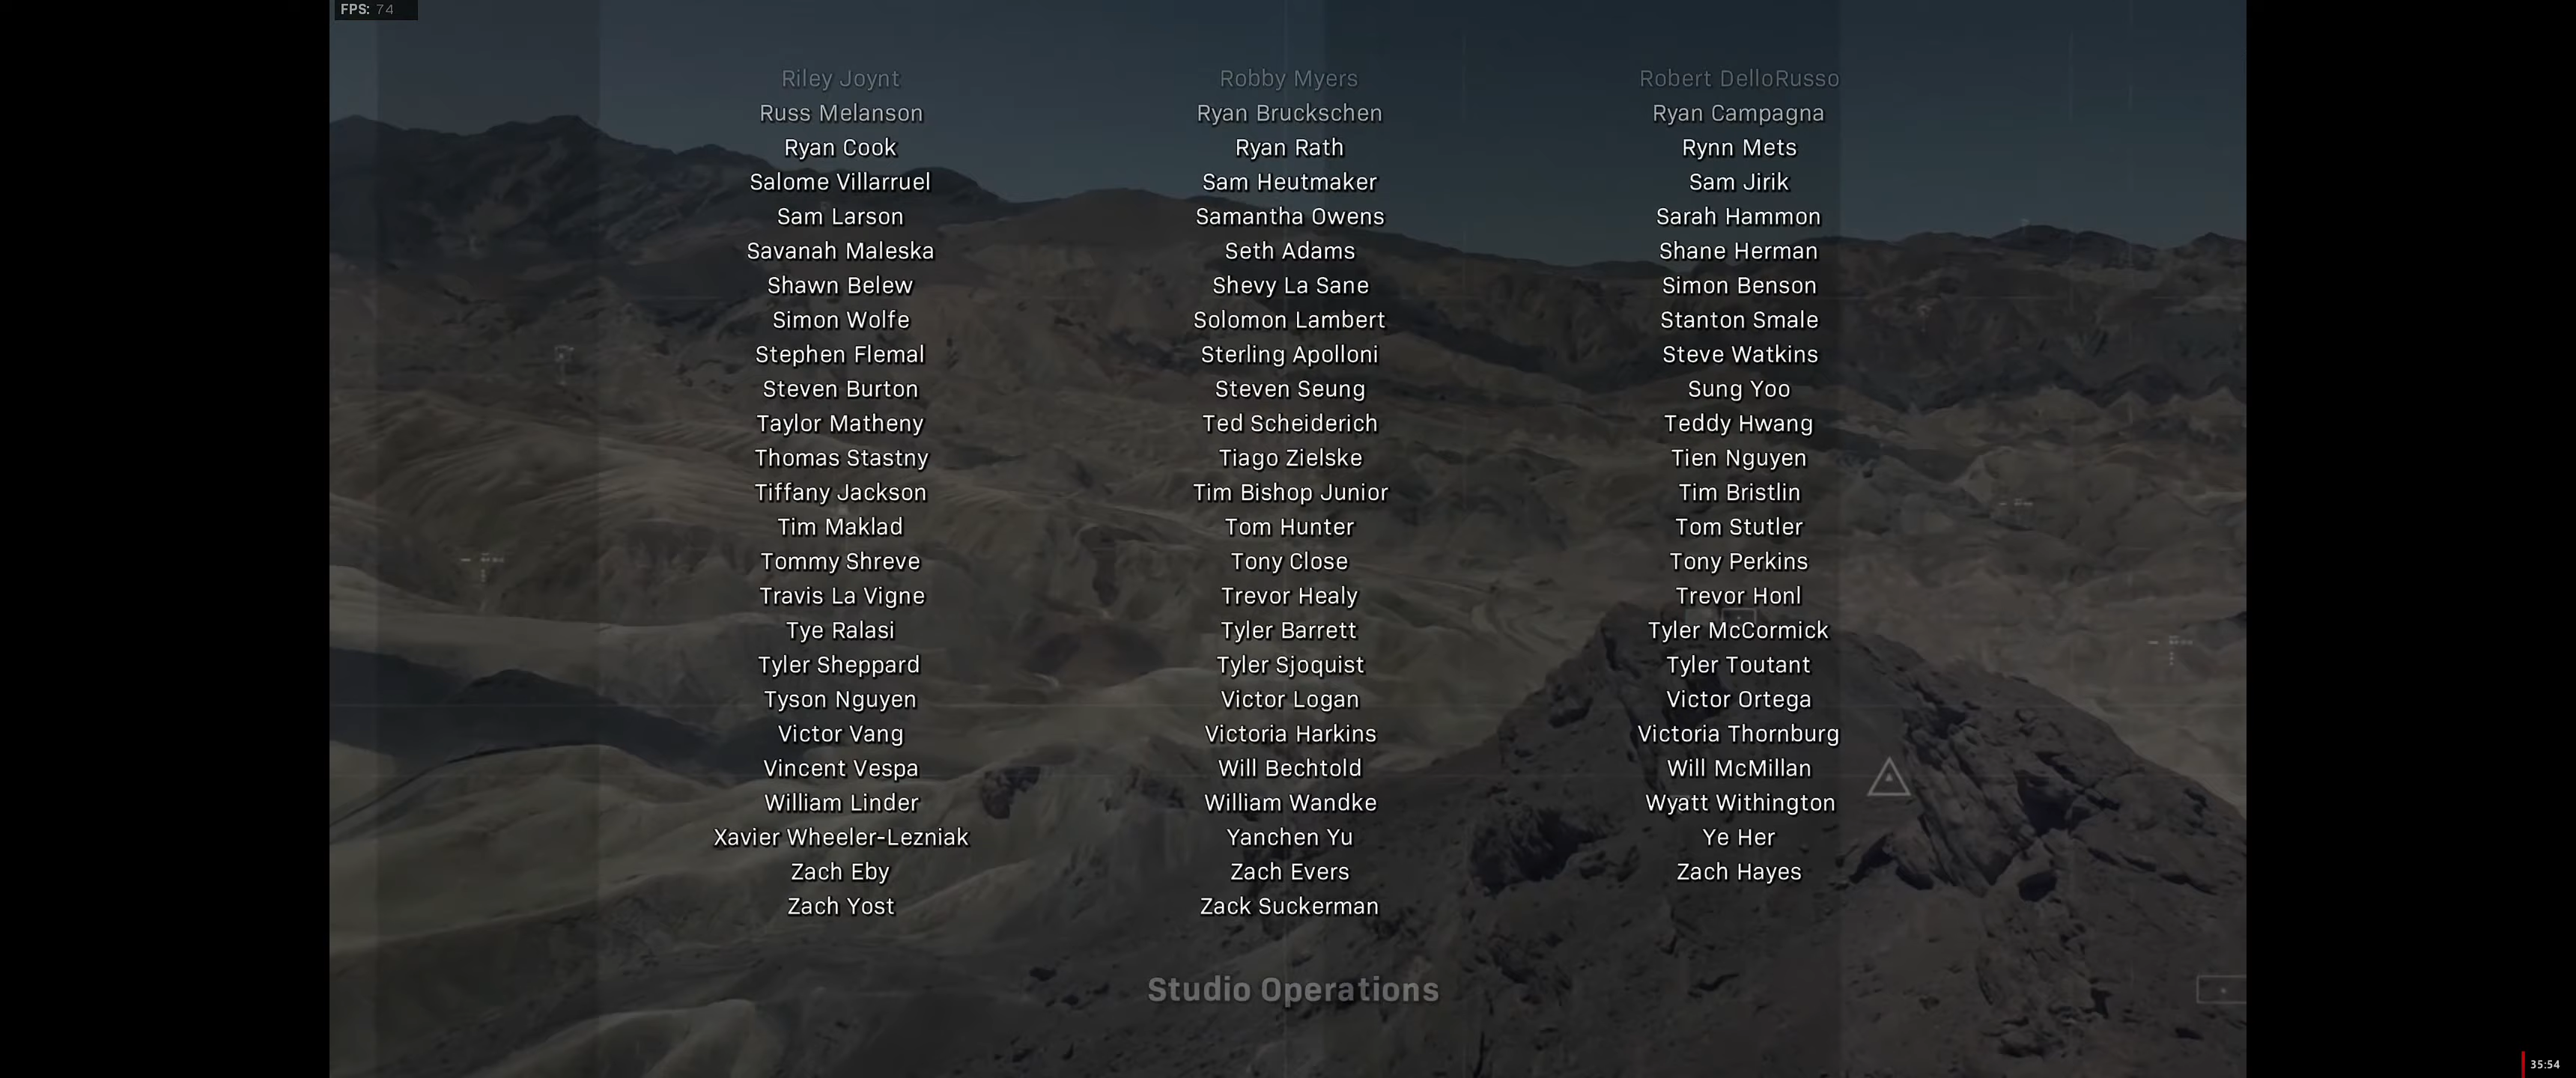 FPS: 74
Riley Joynt Robby Myers Robert DelloRusso
Russ Melanson Ryan Bruckschen Ryan Campagna
Ryan Cook Ryan Rath Rynn Mets
Salome Villarruel Sam Heutmaker Sam Jirik
Sam Larson Samantha Owens Sarah Hammon
Savanah Maleska Seth Adams Shane Herman
Shawn Belew Shevy La Sane Simon Benson
Simon Wolfe Solomon Lambert Stanton Smale
Stephen Flemal Sterling Apolloni Steve Watkins
Steven Burton Steven Seung Sung Yoo
Taylor Matheny Ted Scheiderich Teddy Hwang
Thomas Stastny Tiago Zielske Tien Nguyen
Tiffany Jackson Tim Bishop Junior Tim Bristlin
Tim Maklad Tom Hunter Tom Stutler
Tommy Shreve Tony Close Tony Perkins
Travis La Vigne Trevor Healy Trevor Honl
Tye Ralasi Tyler Barrett Tyler McCormick
Tyler Sheppard Tyler Sjoquist Tyler Toutant
Tyson Nguyen Victor Logan Victor Ortega
Victor Vang Victoria Harkins Victoria Thornburg
Vincent Vespa Will Bechtold Will McMillan
William Linder William Wandke Wyatt Withington
Xavier Wheeler-Lezniak Yanchen Yu Ye Her
Zach Eby Zach Evers Zach Hayes
Zach Yost Zack Suckerman
Studio Operations
35:54